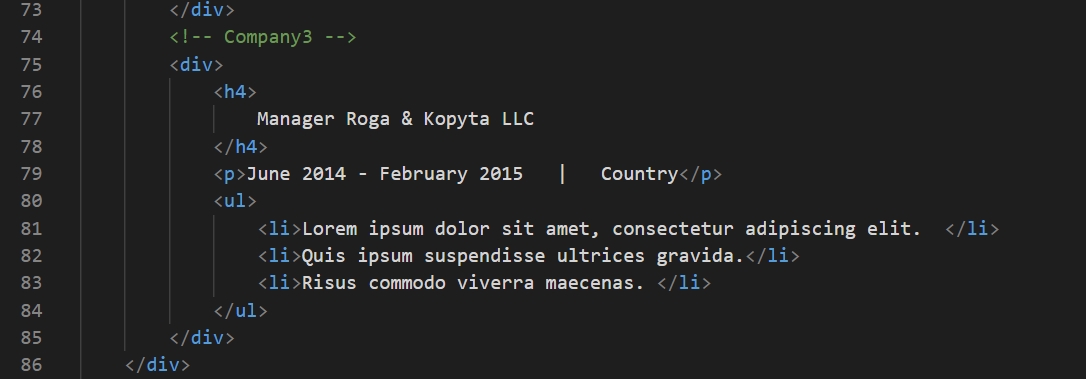 73 </div>
74 <!-- Company3 -->
75 <div>
76 <h4>
77 Manager Roga & Kopyta LLC
78 </h4>
79 <p>June 2014 - February 2015   |   Country</p>
80 <ul>
81 <li>Lorem ipsum dolor sit amet, consectetur adipiscing elit.  </li>
82 <li>Quis ipsum suspendisse ultrices gravida.</li>
83 <li>Risus commodo viverra maecenas. </li>
84 </ul>
85 </div>
86 </div>